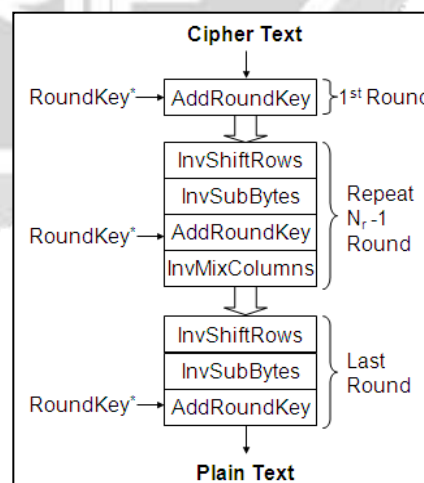 Cipher Text
RoundKey* AddRoundKey 1st Round
InvShiftRows
InvSubBytes
RoundKey* AddRoundKey
InvMixColumns
Repeat
Nr -1
Round
InvShiftRows
InvSubBytes
RoundKey* AddRoundKey
Last
Round
Plain Text